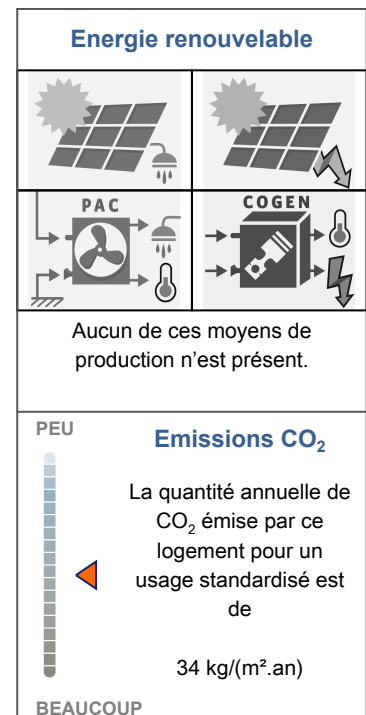 Energie renouvelable
PAC
COGEN
Aucun de ces moyens de
production n'est présent.
PEU
Emissions CO₂
La quantité annuelle de
CO₂ émise par ce
logement pour un
usage standardisé est
de
34 kg/(m².an)
BEAUCOUP